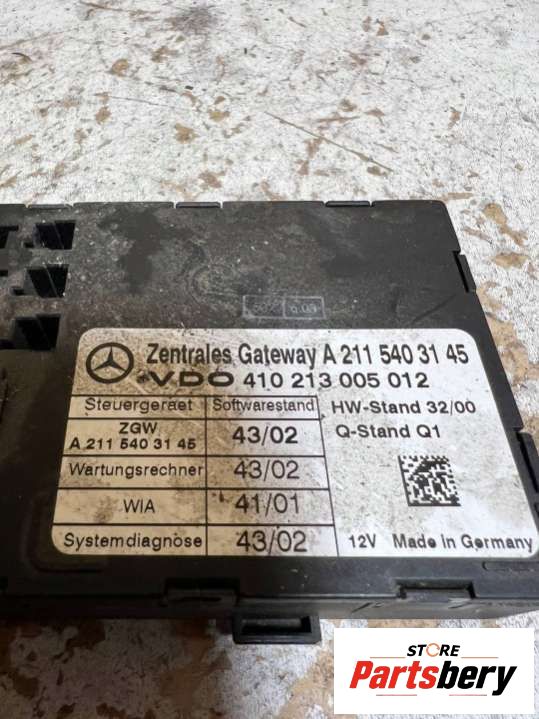 Zentrales Gateway A 211 540 31 45
VDO 410 213 005 012
Steuergeraet Softwarestand HW-Stand 32/00
ZGW
A 211 540 31 45 43/02 Q-Stand Q1
Wartungsrechner 43/02
WIA 41/01
Systemdiagnose 43/02 12V Made in Germany
STORE
Partsbery